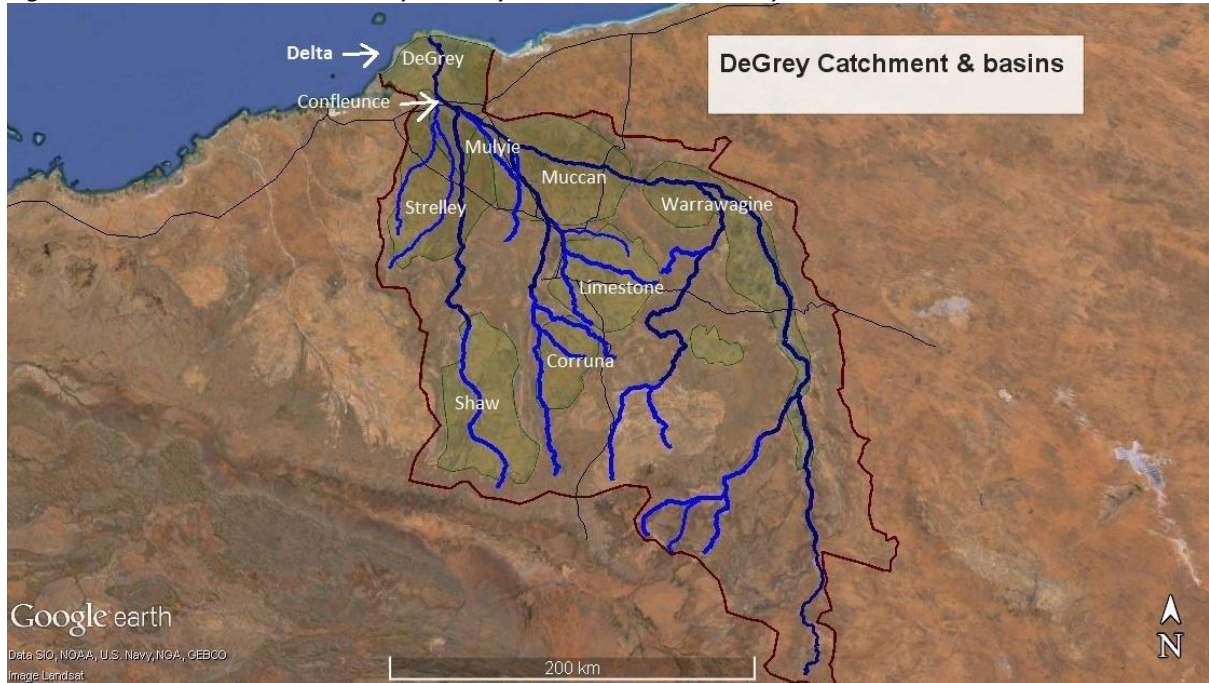 DeGrey Catchment & basins
Delta
DeGrey
Confleunce
Mulyie
Muccan
Strelley
Warrawagine
Limestone
Corruna
Shaw
Google earth
Data SIO, NOAA, U.S. Navy, NGA, GEBCO
Image Landsat
200 km
N